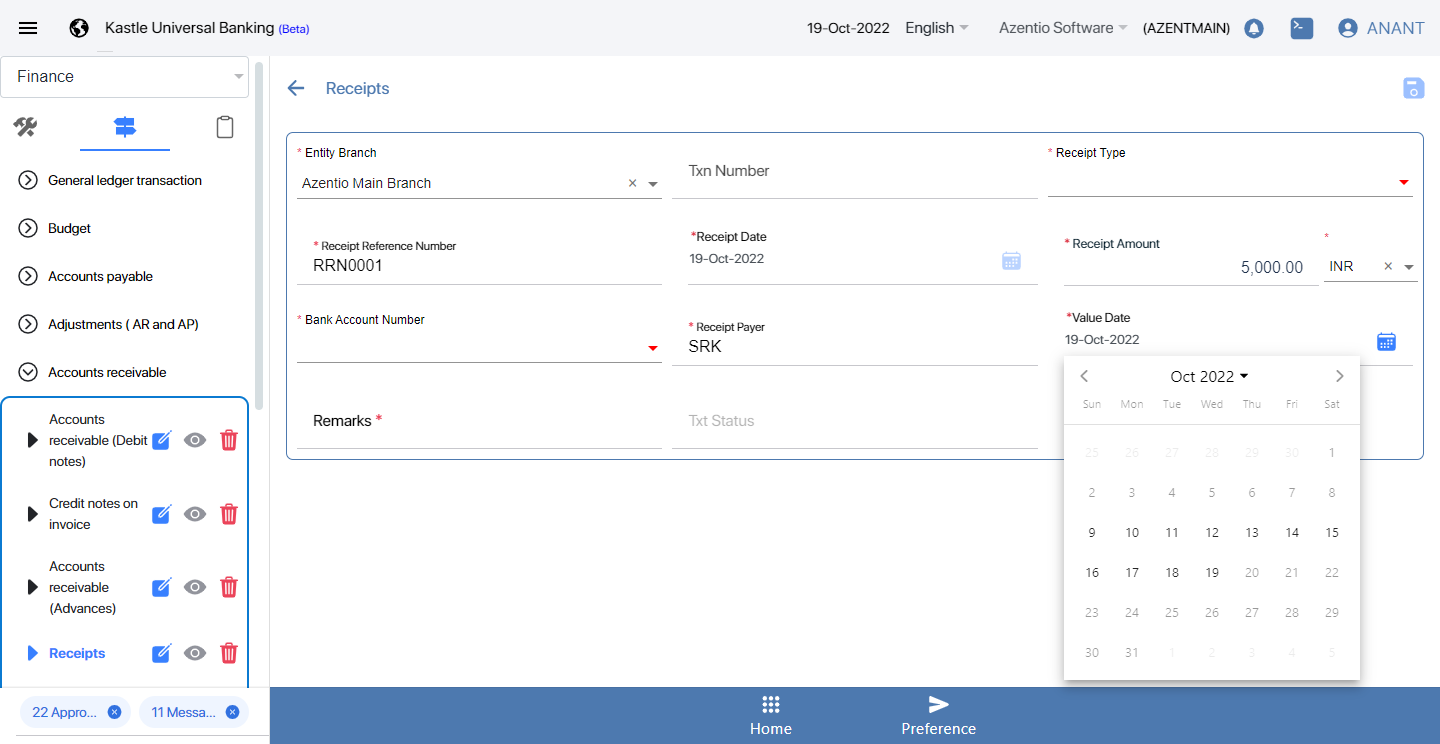 Kastle Universal Banking (Beta)
19-Oct-2022
English
Azentio Software
(AZENTMAIN)
ANANT
Finance
General ledger transaction
Budget
Accounts payable
Adjustments ( AR and AP)
Accounts receivable
Accounts
receivable (Debit
notes)
Credit notes on
invoice
Accounts
receivable
(Advances)
Receipts
22 Appro...
11 Messa...
Receipts
* Entity Branch
Azentio Main Branch
Txn Number
* Receipt Type
* Receipt Reference Number
RRN0001
*Receipt Date
19-Oct-2022
* Receipt Amount
5,000.00
*
INR
* Bank Account Number
* Receipt Payer
SRK
*Value Date
19-Oct-2022
Remarks *
Txt Status
Oct 2022
Sun Mon Tue Wed Thu Fri Sat
25 26 27 28 29 30 1
2 3 4 5 6 7 8
9 10 11 12 13 14 15
16 17 18 19 20 21 22
23 24 25 26 27 28 29
30 31 1 2 3 4 5
Home
Preference